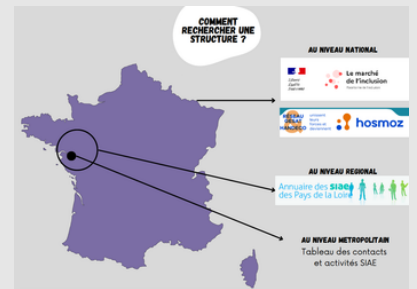 COMMENT
RECHERCHER UNE
STRUCTURE ?
AU NIVEAU NATIONAL
Le marché
de l'inclusion
hosmoz
AU NIVEAU REGIONAL
Annuaire des siae
des Pays de la Loire
AU NIVEAU METROPOLITAIN
Tableau des contacts
et activités SIAE